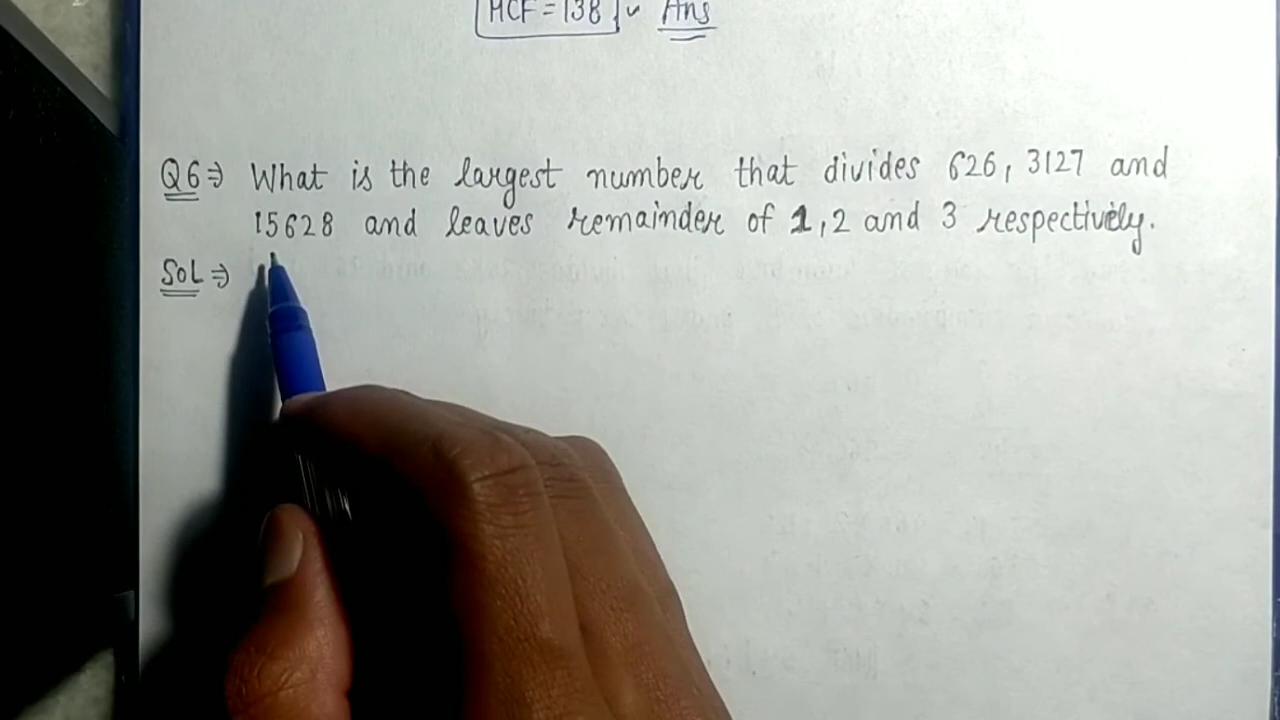 HCF = 138 Ans
Q6⇒ What is the largest number that divides 626, 3127 and
15628 and leaves remainder of 1, 2 and 3 respectively.
SOL⇒